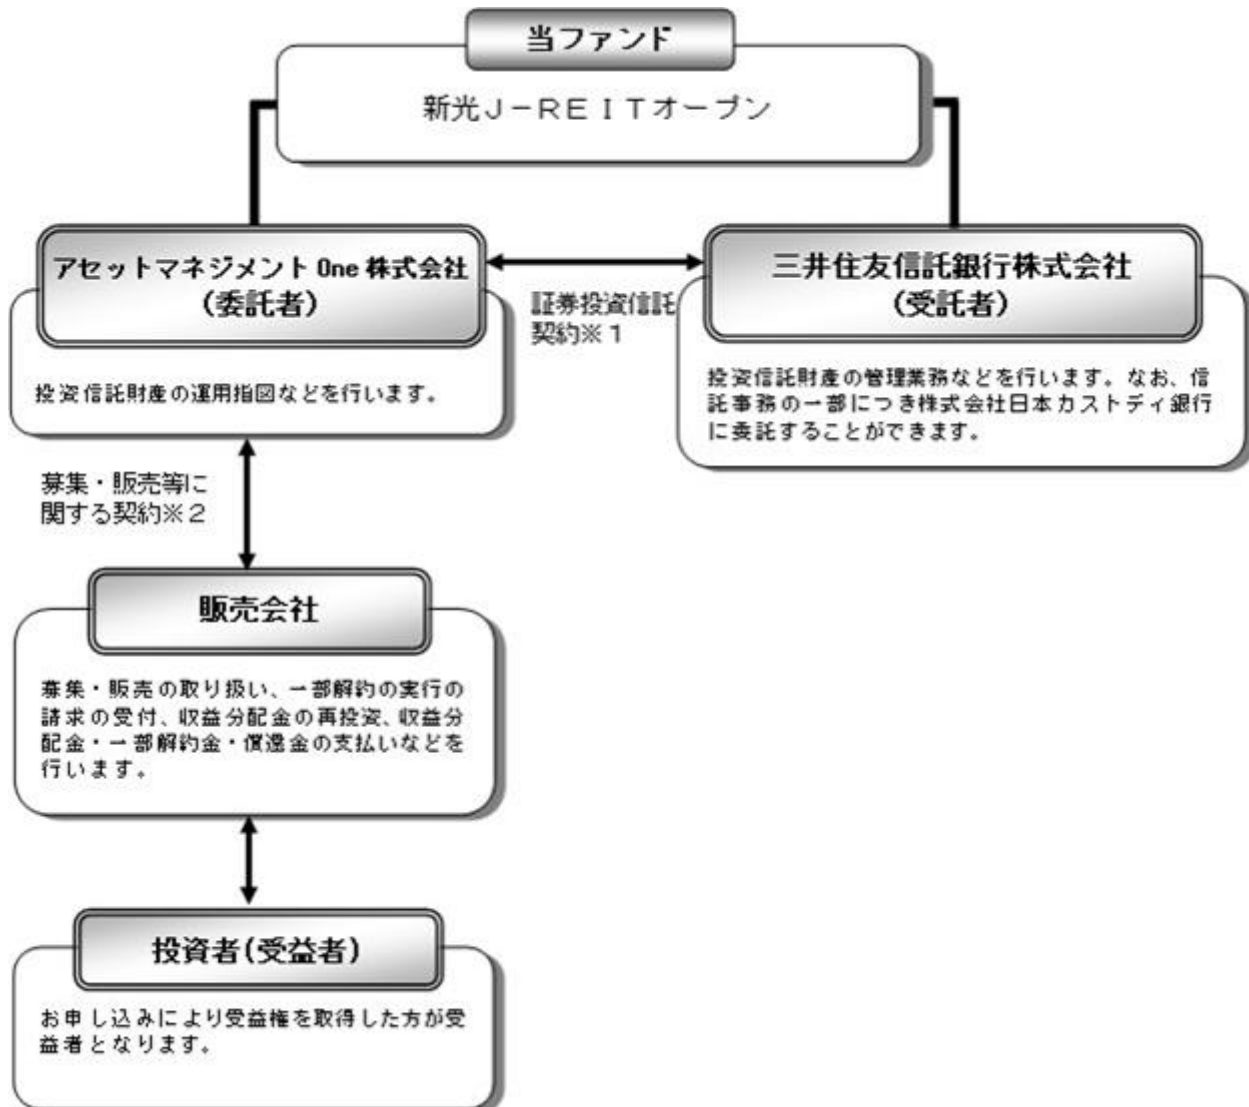 当ファンド
新光J－REITオープン
アセットマネジメントOne株式会社
(委託者)
投資信託財産の運用指図などを行います。
証券投資信託
契約※1
三井住友信託銀行株式会社
(受託者)
投資信託財産の管理業務などを行います。なお、信
託事務の一部につき株式会社日本カストディ銀行
に委託することができます。
募集・販売等に
関する契約※2
販売会社
募集・販売の取り扱い、一部解約の実行の
請求の受付、収益分配金の再投資、収益分
配金・一部解約金・償還金の支払いなどを
行います。
投資者(受益者)
お申し込みにより受益権を取得した方が受
益者となります。